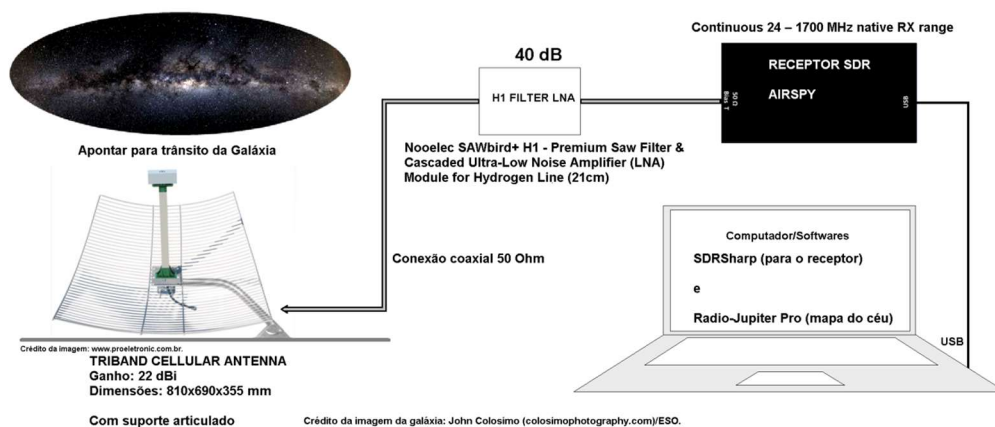 Continuous 24 – 1700 MHz native RX range
40 dB
H1 FILTER LNA
50 Ω
Bias T
RECEPTOR SDR
AIRSPY
USB
Nooelec SAWbird+ H1 - Premium Saw Filter &
Cascaded Ultra-Low Noise Amplifier (LNA)
Module for Hydrogen Line (21cm)
Apontar para trânsito da Galáxia
Conexão coaxial 50 Ohm
Computador/Softwares
SDRSharp (para o receptor)
e
Radio-Jupiter Pro (mapa do céu)
USB
Crédito da imagem: www.proeletronic.com.br.
TRIBAND CELLULAR ANTENNA
Ganho: 22 dBi
Dimensões: 810x690x355 mm
Com suporte articulado
Crédito da imagem da galáxia: John Colosimo (colosimophotography.com)/ESO.